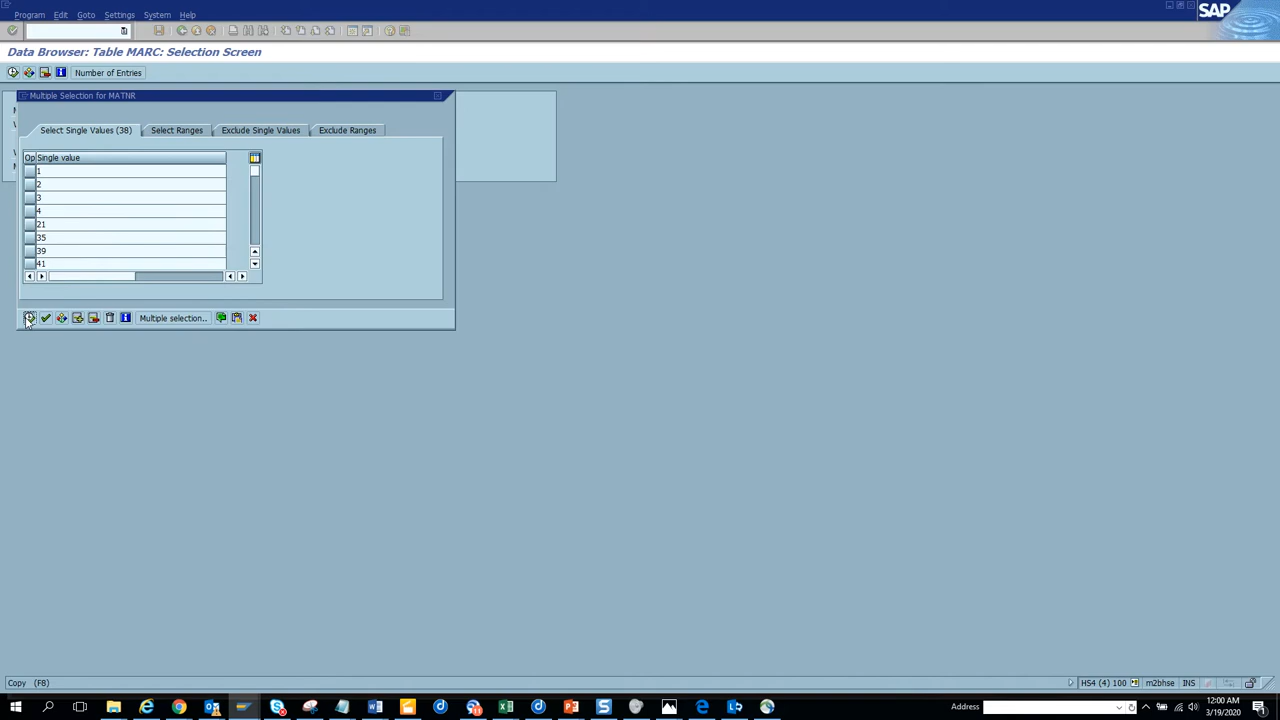 Program Edit Goto Settings System Help
SAP
Data Browser: Table MARC: Selection Screen
Number of Entries
Multiple Selection for MATNR
Select Single Values (38) Select Ranges Exclude Single Values Exclude Ranges
Op Single value
1
2
3
4
21
35
39
41
Multiple selection..
Copy (F8) HS4 (4) 100 m2bhse INS
Address 12:00 AM
3/19/2020